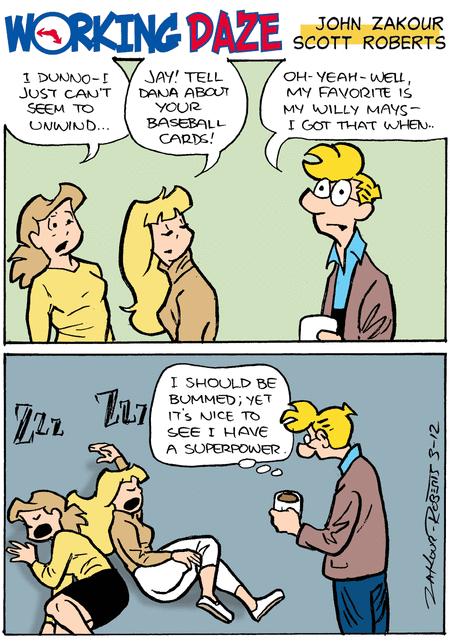 WORKING DAZE
JOHN ZAKOUR
SCOTT ROBERTS
I DUNNO-I
JUST CAN'T
SEEM TO
UNWIND...
JAY! TELL
DANA ABOUT
YOUR
BASEBALL
CARDS!
OH-YEAH-WELL,
MY FAVORITE IS
MY WILLY MAYS-
I GOT THAT WHEN..
ZZZ
ZZZ
I SHOULD BE
BUMMED; YET
IT'S NICE TO
SEE I HAVE
A SUPERPOWER.
ZAKOUR-ROBERTS 3-12